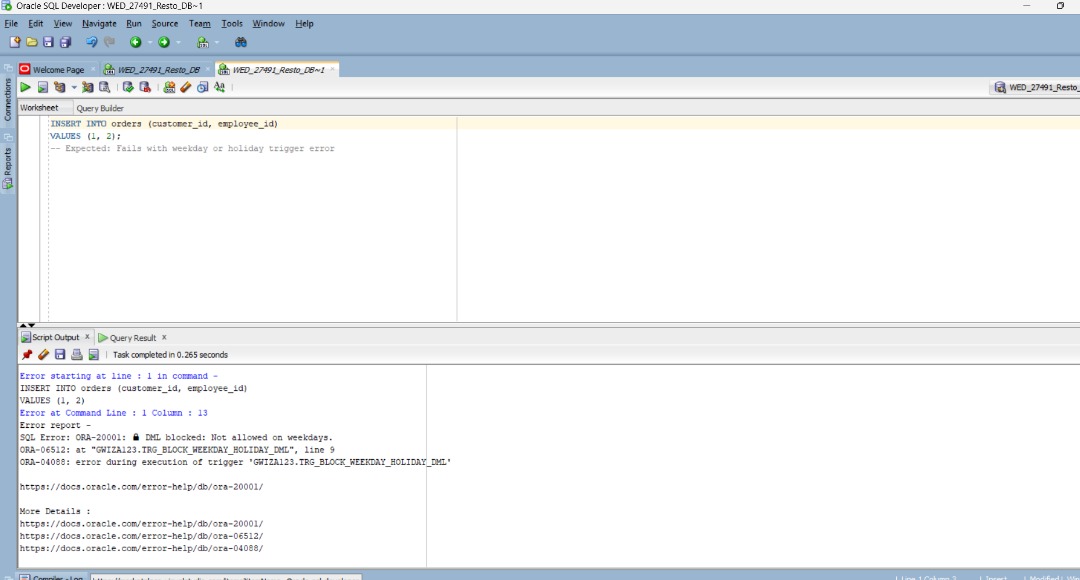 Oracle SQL Developer : WED_27491_Resto_DB~1
File Edit View Navigate Run Source Team Tools Window Help
Welcome Page WED_27491_Resto_DB WED_27491_Resto_DB~1
WED_27491_Resto_
Connections
Reports
Worksheet Query Builder
INSERT INTO orders (customer_id, employee_id)
VALUES (1, 2);
-- Expected: Fails with weekday or holiday trigger error
Script Output x Query Result x
Task completed in 0.265 seconds
Error starting at line : 1 in command -
INSERT INTO orders (customer_id, employee_id)
VALUES (1, 2)
Error at Command Line : 1 Column : 13
Error report -
SQL Error: ORA-20001: 🔒 DML blocked: Not allowed on weekdays.
ORA-06512: at "GWIZA123.TRG_BLOCK_WEEKDAY_HOLIDAY_DML", line 9
ORA-04088: error during execution of trigger 'GWIZA123.TRG_BLOCK_WEEKDAY_HOLIDAY_DML'
https://docs.oracle.com/error-help/db/ora-20001/
More Details :
https://docs.oracle.com/error-help/db/ora-20001/
https://docs.oracle.com/error-help/db/ora-06512/
https://docs.oracle.com/error-help/db/ora-04088/
Compiler - Log